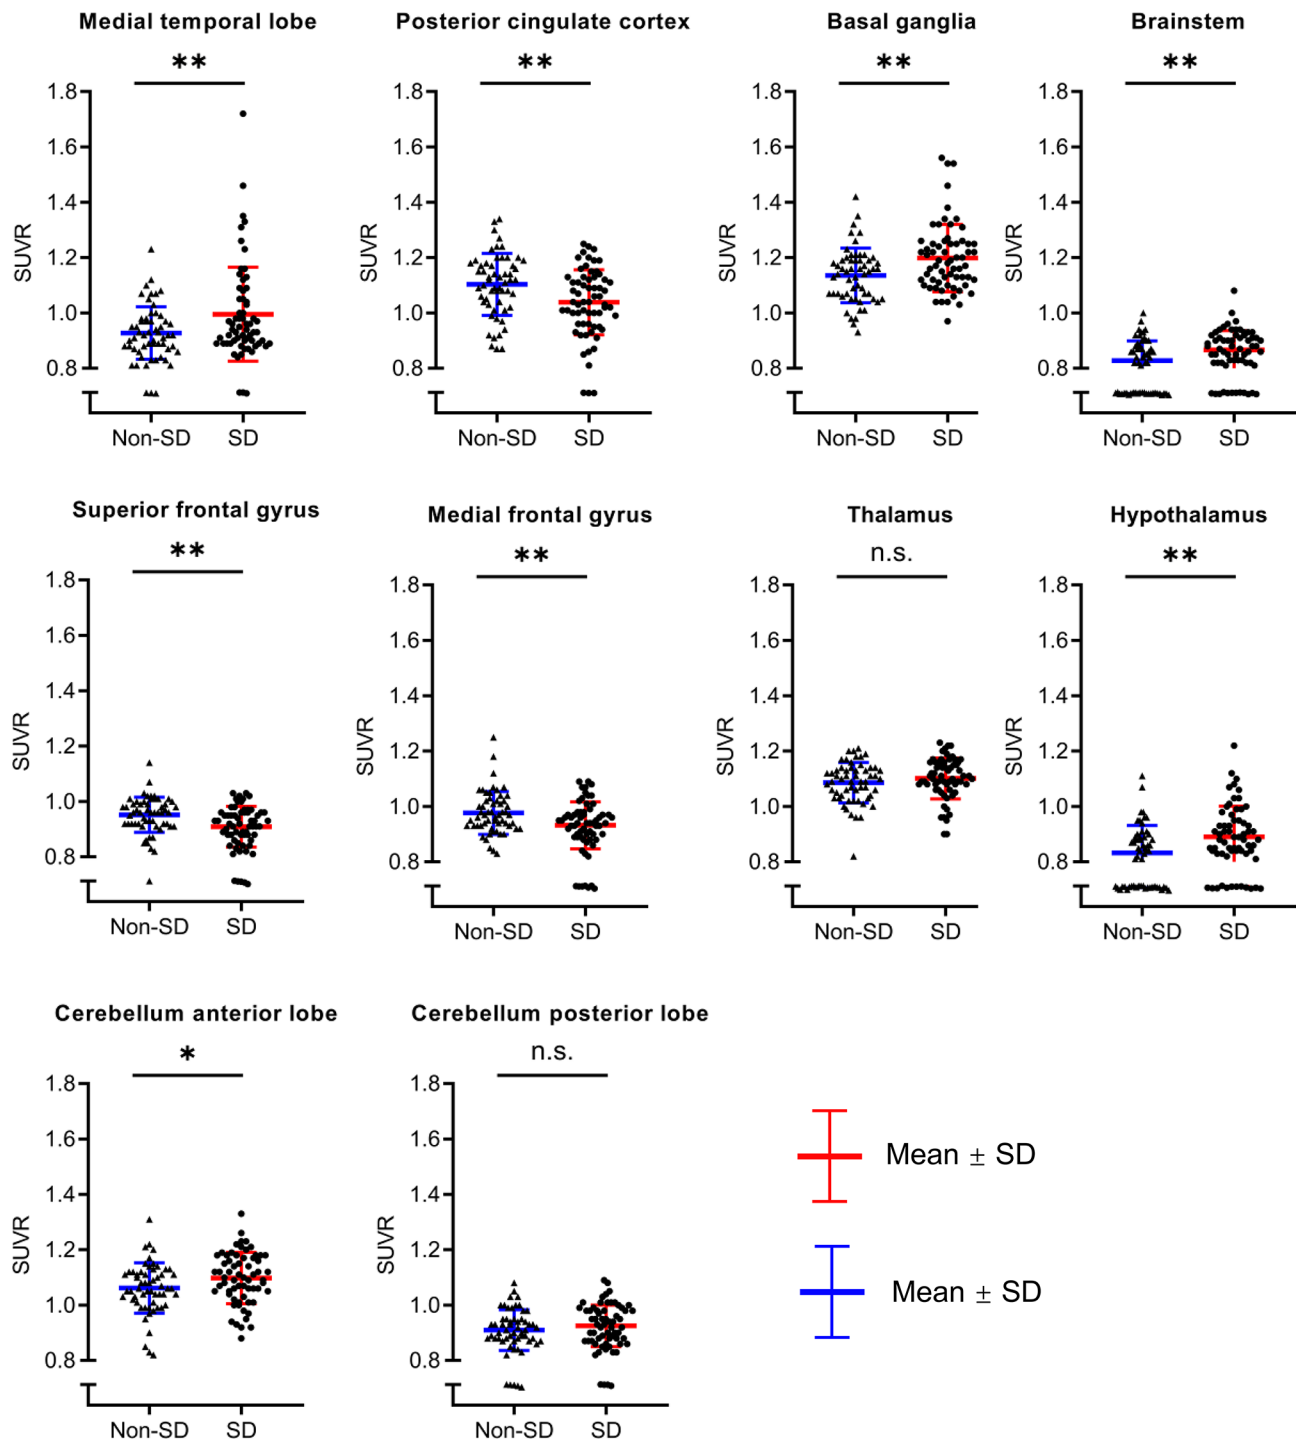 Medial temporal lobe
Posterior cingulate cortex
Basal ganglia
Brainstem
**
**
**
**
1.8
1.6
1.4
1.2
1.0
0.8
SUVR
Non-SD SD
1.8
1.6
1.4
1.2
1.0
0.8
SUVR
Non-SD SD
1.8
1.6
1.4
1.2
1.0
0.8
SUVR
Non-SD SD
1.8
1.6
1.4
1.2
1.0
0.8
SUVR
Non-SD SD
Superior frontal gyrus
Medial frontal gyrus
Thalamus
Hypothalamus
**
**
n.s.
**
1.8
1.6
1.4
1.2
1.0
0.8
SUVR
Non-SD SD
1.8
1.6
1.4
1.2
1.0
0.8
SUVR
Non-SD SD
1.8
1.6
1.4
1.2
1.0
0.8
SUVR
Non-SD SD
1.8
1.6
1.4
1.2
1.0
0.8
SUVR
Non-SD SD
Cerebellum anterior lobe
Cerebellum posterior lobe
*
n.s.
1.8
1.6
1.4
1.2
1.0
0.8
SUVR
Non-SD SD
1.8
1.6
1.4
1.2
1.0
0.8
SUVR
Non-SD SD
Mean ± SD
Mean ± SD